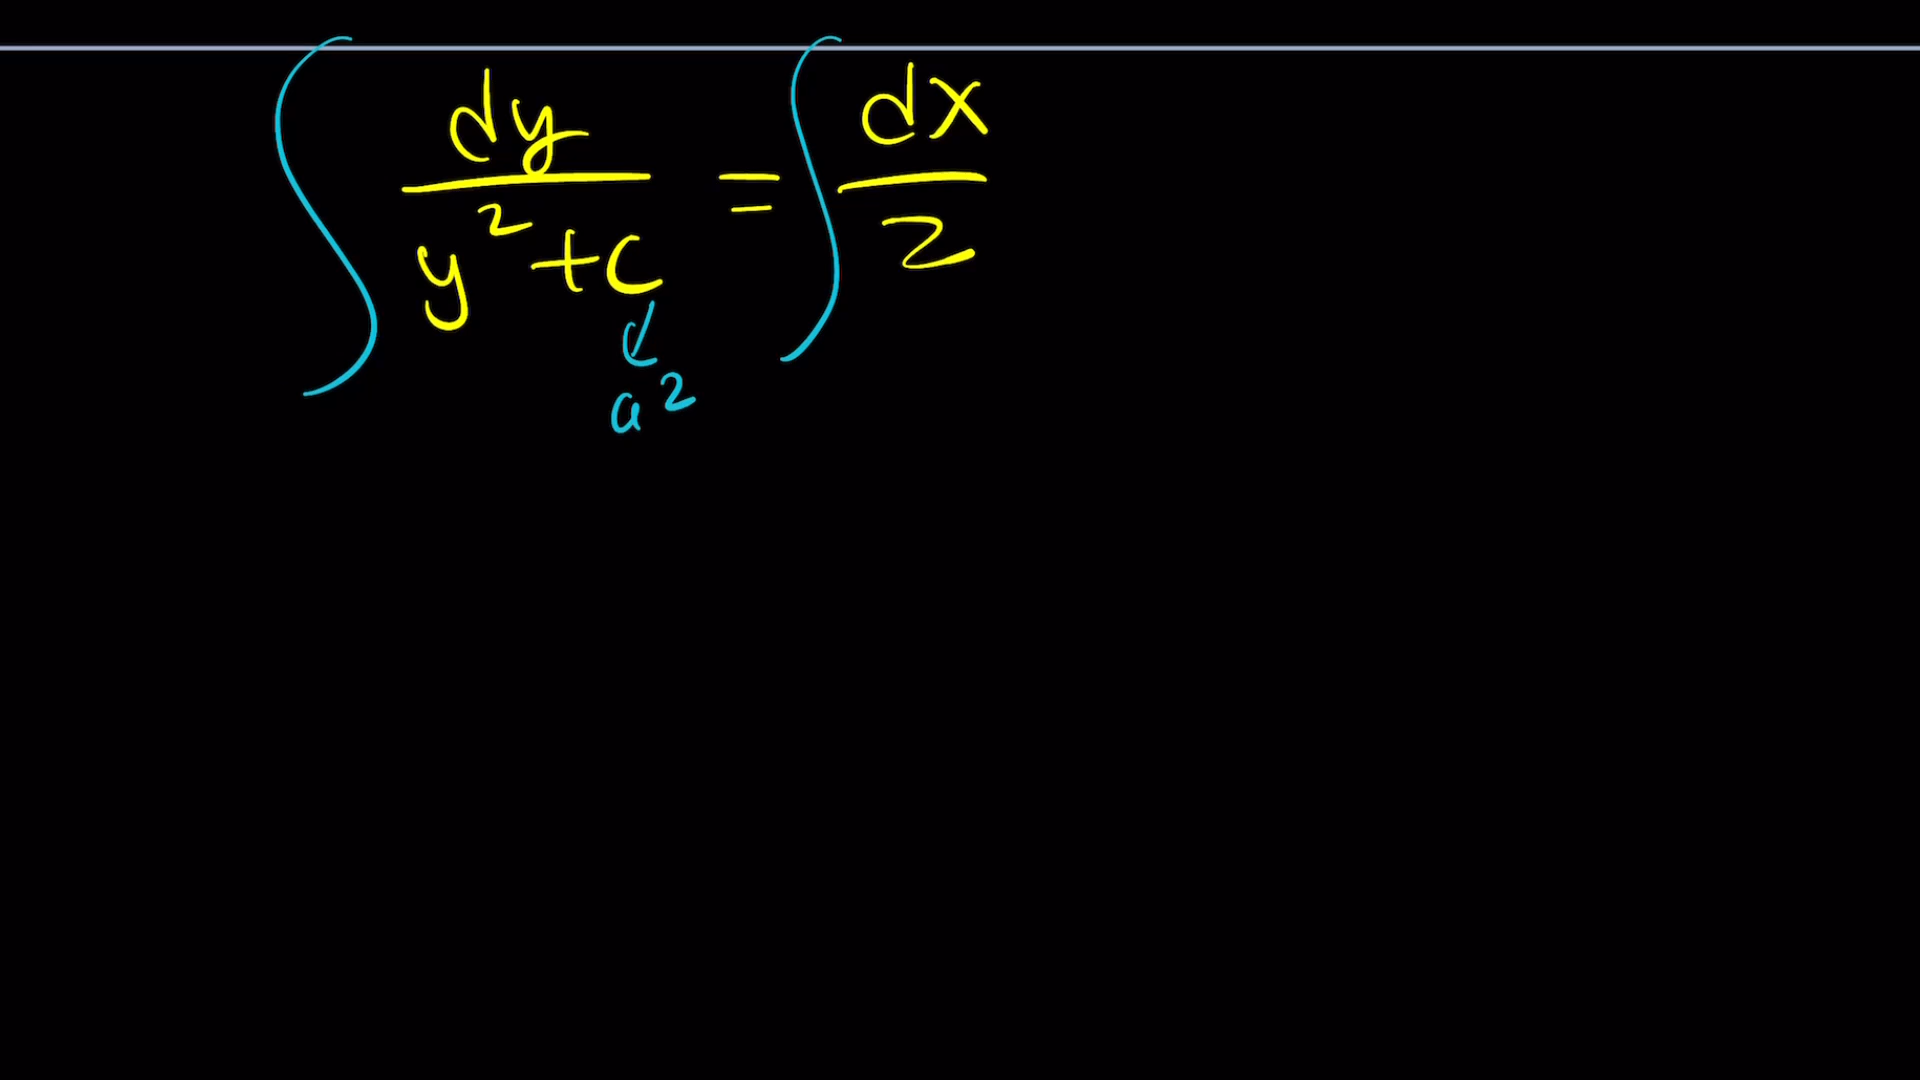 ∫ dy/(y² + c) = ∫ dx/2
a²